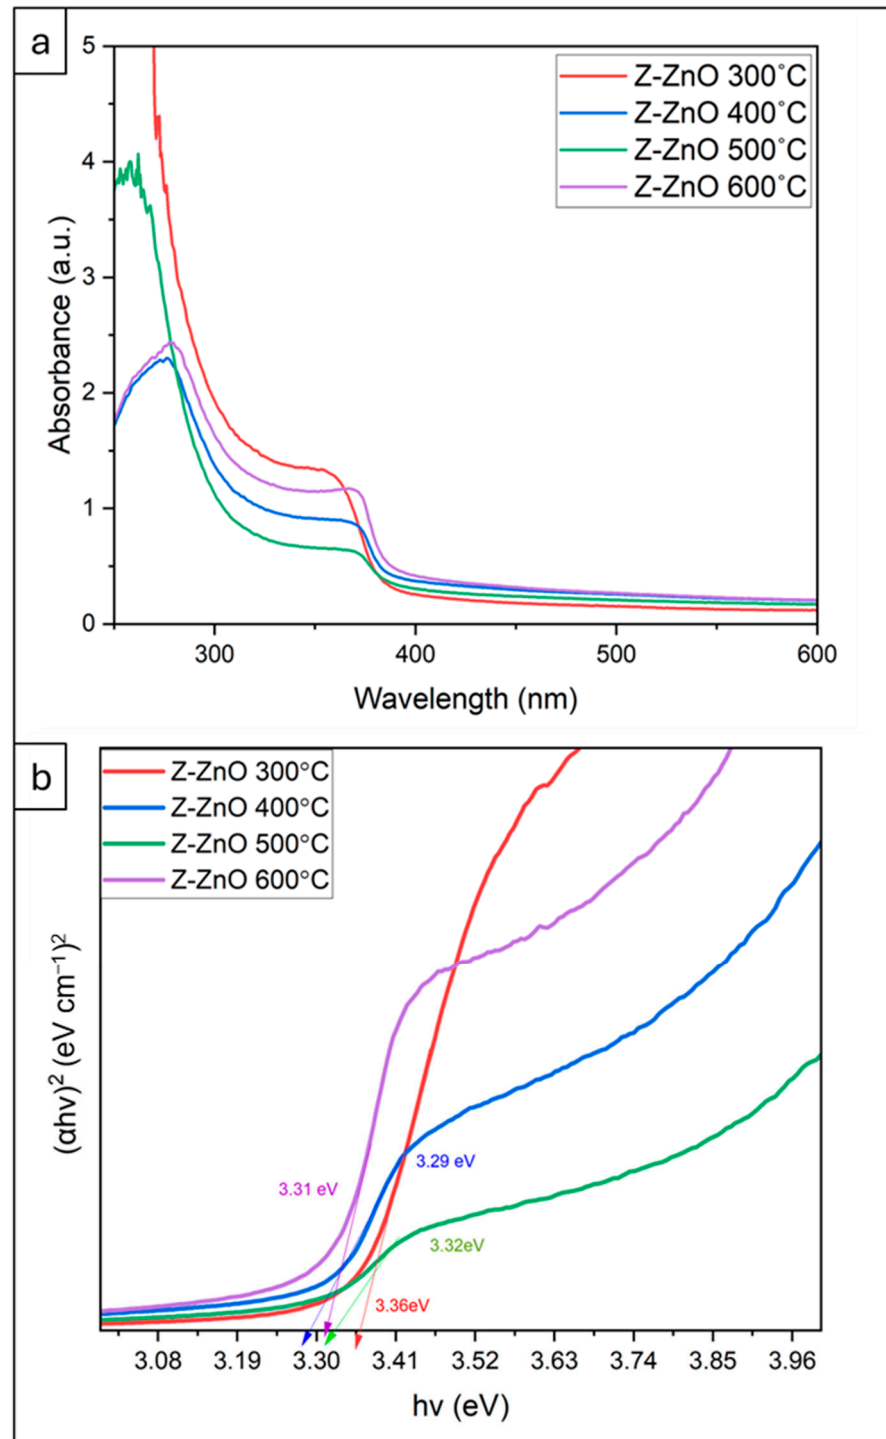 a
5
4
3
2
1
0
Absorbance (a.u.)
Z-ZnO 300˚C
Z-ZnO 400˚C
Z-ZnO 500˚C
Z-ZnO 600˚C
300 400 500 600
Wavelength (nm)
b
Z-ZnO 300°C
Z-ZnO 400°C
Z-ZnO 500°C
Z-ZnO 600°C
(αhν)² (eV cm⁻¹)²
3.29 eV
3.31 eV
3.32eV
3.36eV
3.08 3.19 3.30 3.41 3.52 3.63 3.74 3.85 3.96
hν (eV)